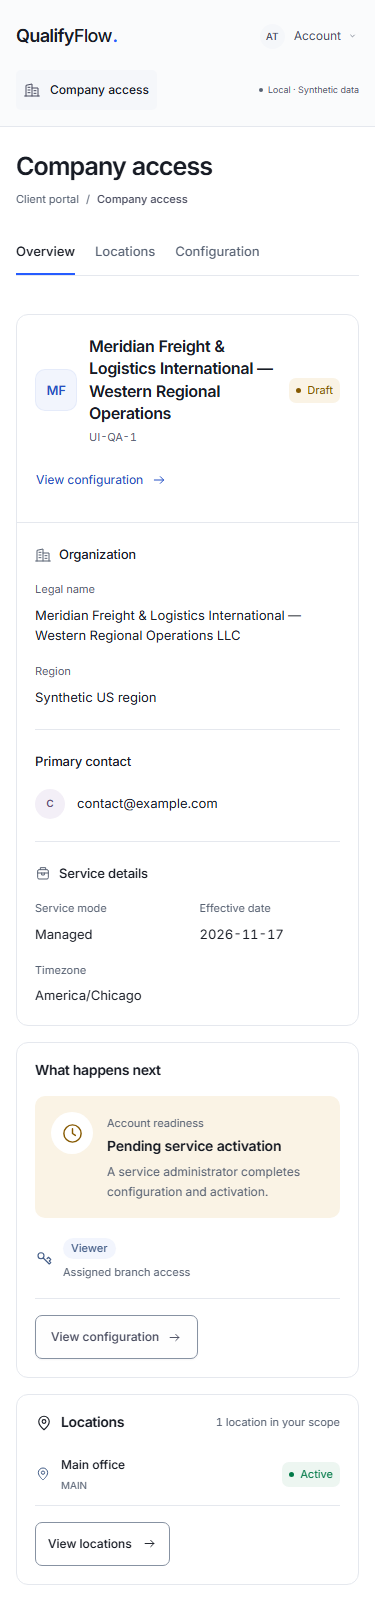 QualifyFlow.
AT Account
Company access
Local · Synthetic data
Company access
Client portal / Company access
Overview Locations Configuration
MF
Meridian Freight &
Logistics International —
Western Regional
Operations
UI-QA-1
Draft
View configuration →
Organization
Legal name
Meridian Freight & Logistics International —
Western Regional Operations LLC
Region
Synthetic US region
Primary contact
C contact@example.com
Service details
Service mode Effective date
Managed 2026-11-17
Timezone
America/Chicago
What happens next
Account readiness
Pending service activation
A service administrator completes
configuration and activation.
Viewer
Assigned branch access
View configuration →
Locations 1 location in your scope
Main office
MAIN
Active
View locations →